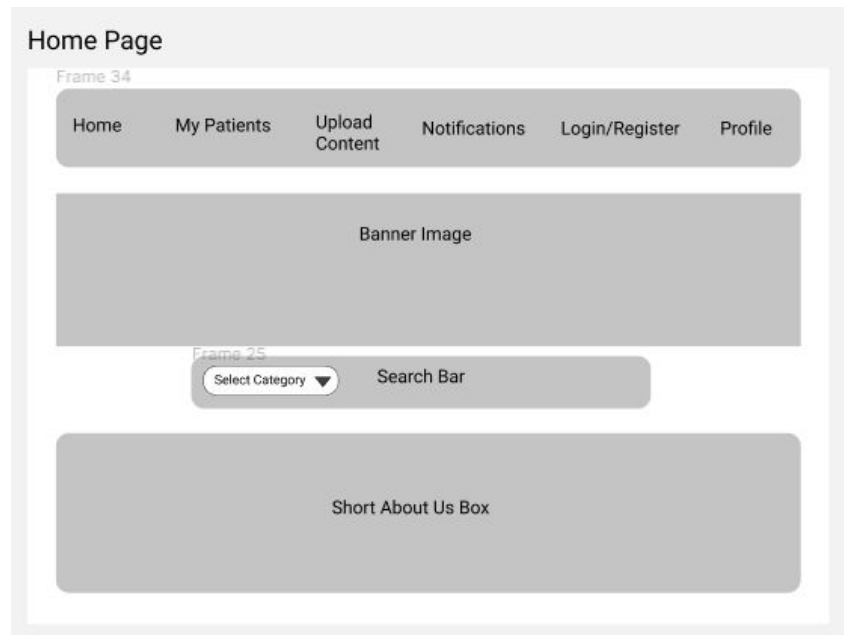 Home Page
Frame 34
Home My Patients Upload Content Notifications Login/Register Profile
Banner Image
Frame 25
Select Category Search Bar
Short About Us Box